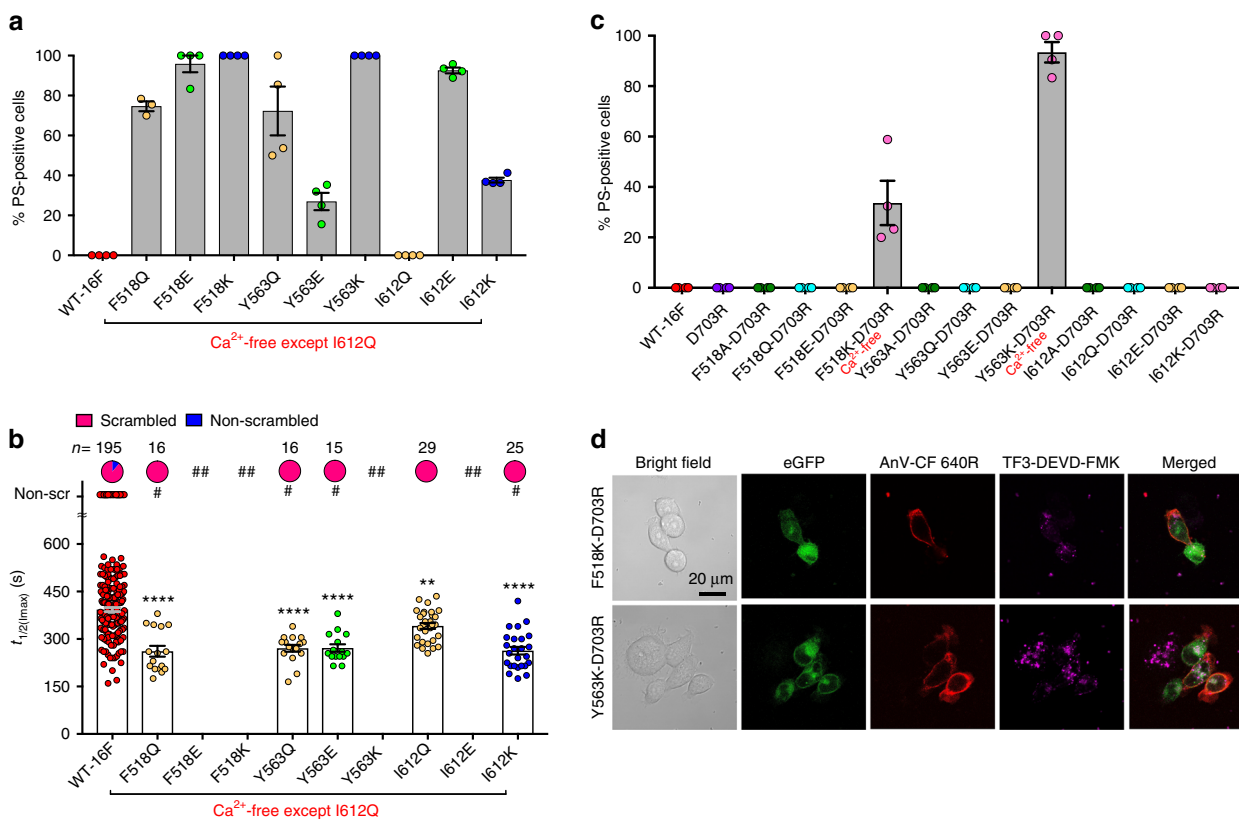 a
% PS-positive cells
100
80
60
40
20
0
WT-16F
F518Q
F518E
F518K
Y563Q
Y563E
Y563K
I612Q
I612E
I612K
Ca²⁺-free except I612Q
b
Scrambled
Non-scrambled
n= 195 16 16 15 29 25
## ## ## ##
# # # #
Non-scr
t1/2(Imax) (s)
600
450
300
150
0
**** **** **** ** ****
WT-16F
F518Q
F518E
F518K
Y563Q
Y563E
Y563K
I612Q
I612E
I612K
Ca²⁺-free except I612Q
c
% PS-positive cells
100
80
60
40
20
0
WT-16F
D703R
F518A-D703R
F518Q-D703R
F518E-D703R
F518K-D703R
Ca²⁺-free
Y563A-D703R
Y563Q-D703R
Y563E-D703R
Y563K-D703R
Ca²⁺-free
I612A-D703R
I612Q-D703R
I612E-D703R
I612K-D703R
d
Bright field eGFP AnV-CF 640R TF3-DEVD-FMK Merged
F518K-D703R
20 μm
Y563K-D703R